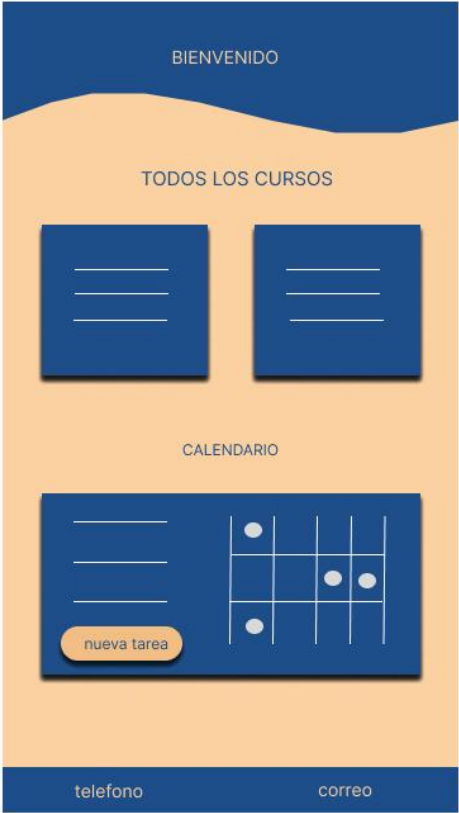 BIENVENIDO
TODOS LOS CURSOS
CALENDARIO
nueva tarea
telefono
correo